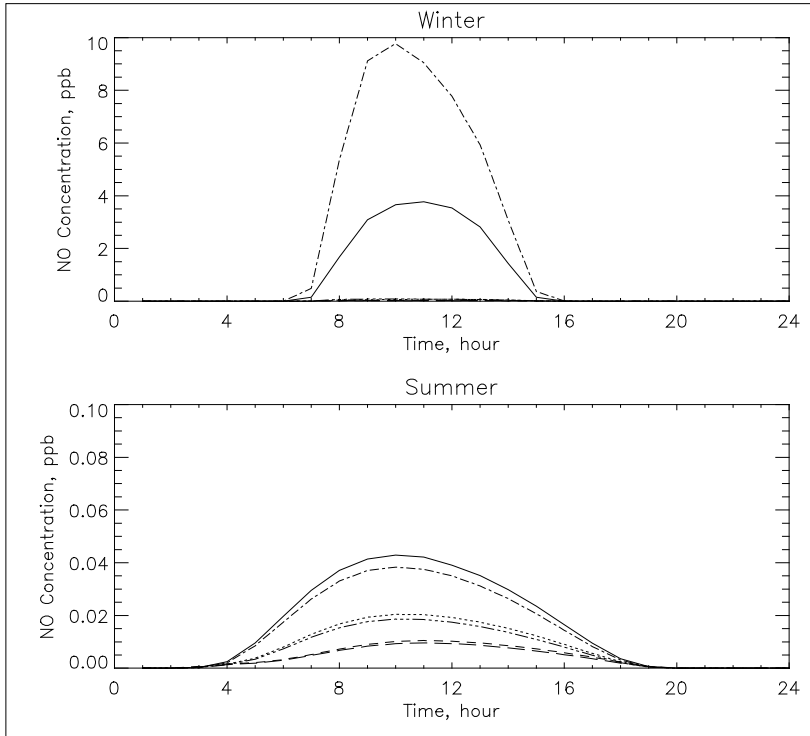 Winter
10
8
6
4
2
0
NO Concentration, ppb
0 4 8 12 16 20 24
Time, hour
Summer
0.10
0.08
0.06
0.04
0.02
0.00
NO Concentration, ppb
0 4 8 12 16 20 24
Time, hour